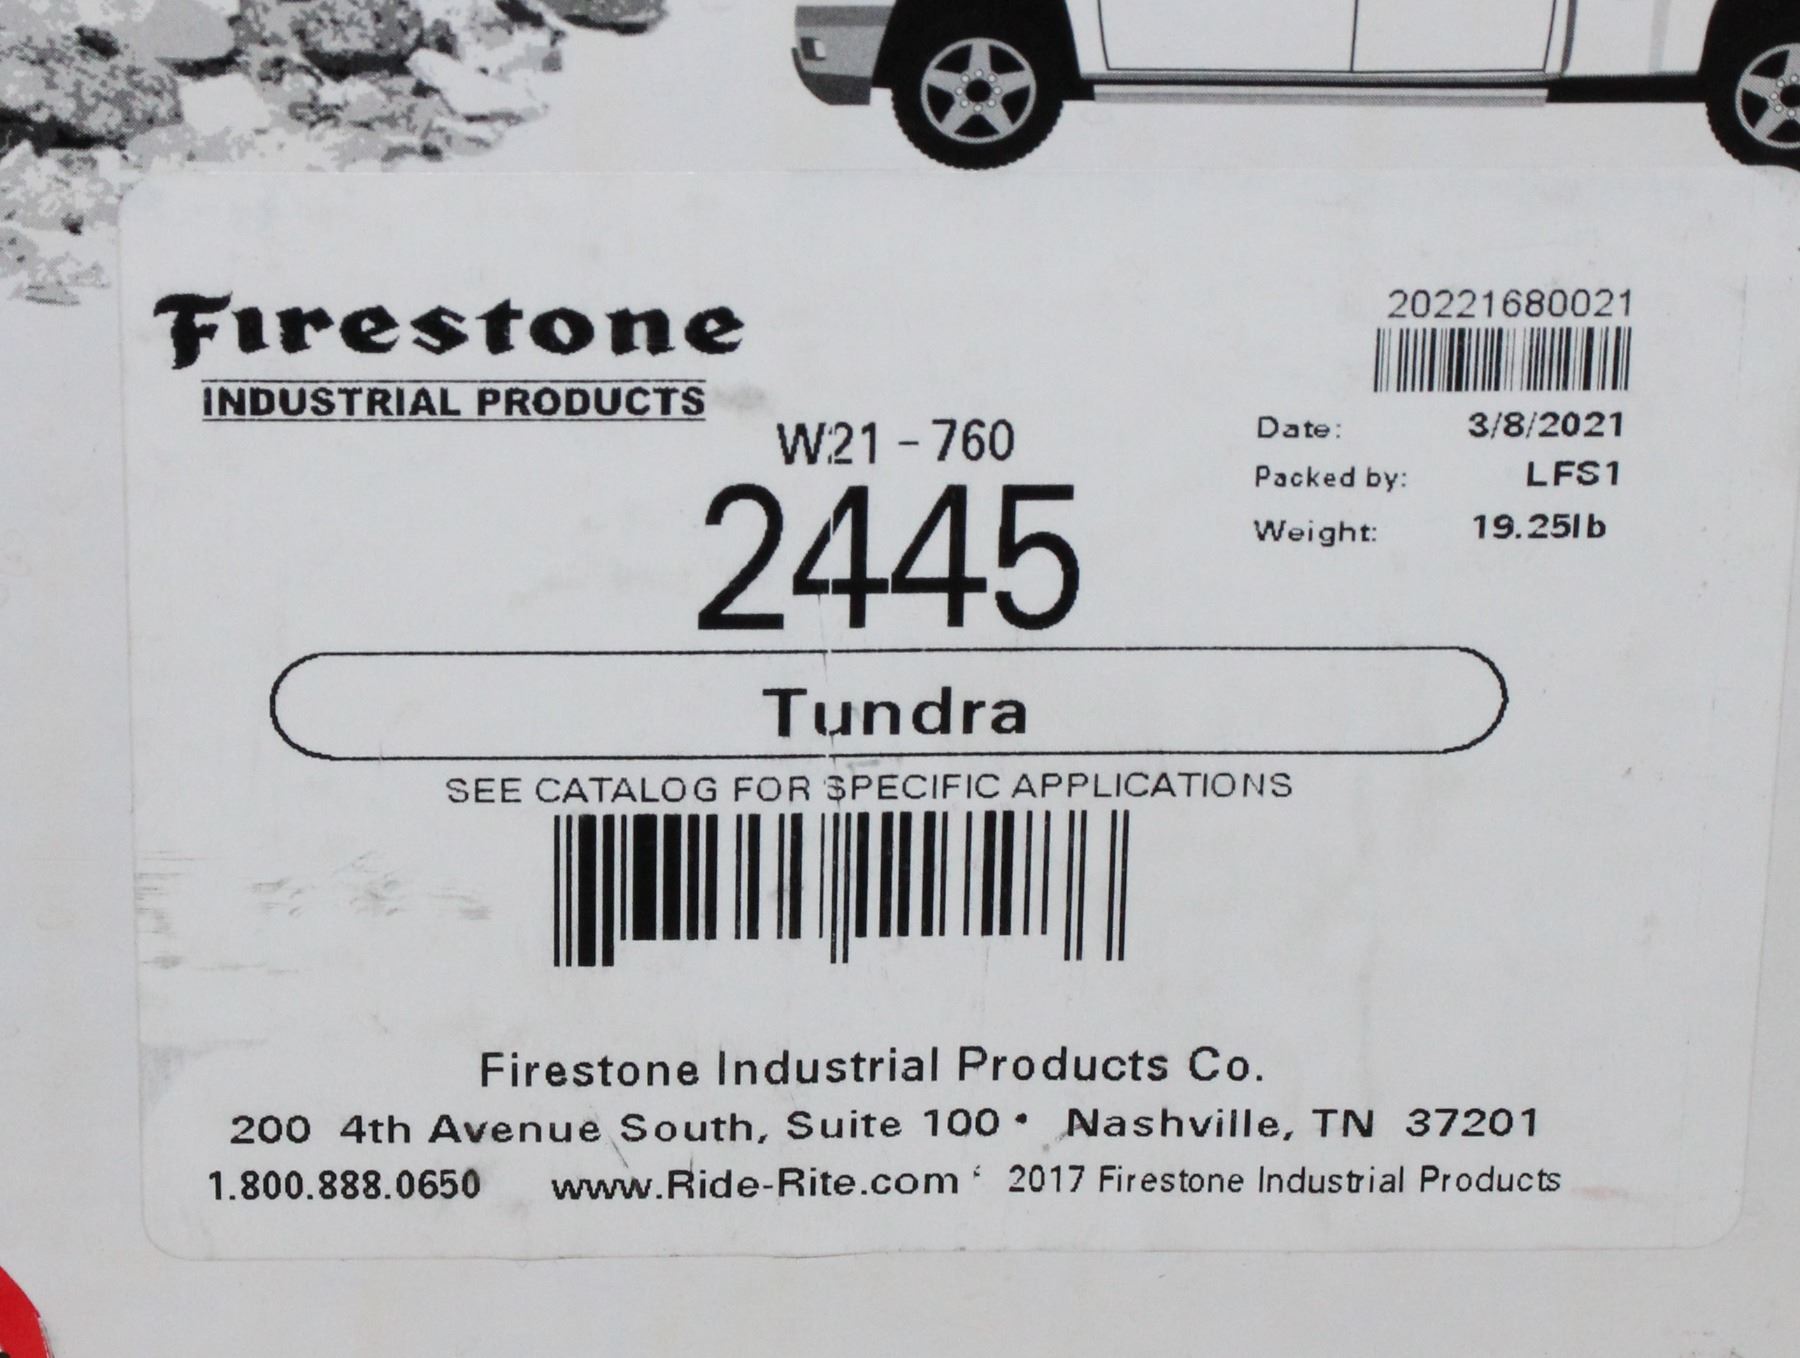 Firestone
INDUSTRIAL PRODUCTS
20221680021
Date: 3/8/2021
Packed by: LFS1
Weight: 19.25lb
W21-760
2445
Tundra
SEE CATALOG FOR SPECIFIC APPLICATIONS
Firestone Industrial Products Co.
200 4th Avenue South, Suite 100 • Nashville, TN 37201
1.800.888.0650 www.Ride-Rite.com 2017 Firestone Industrial Products